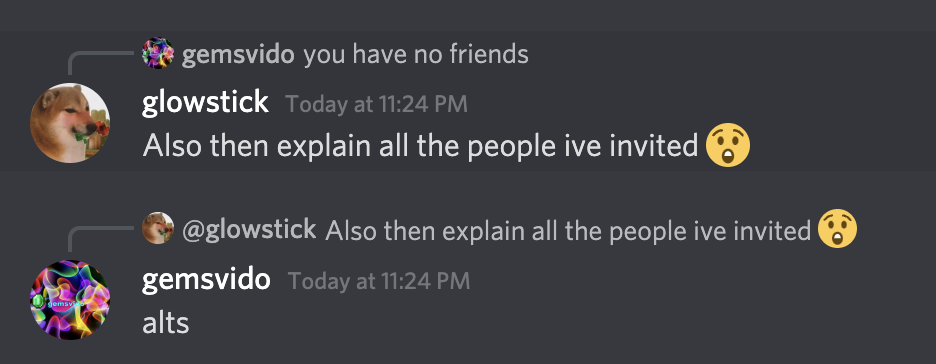 gemsvido you have no friends
glowstick Today at 11:24 PM
Also then explain all the people ive invited 😲
@glowstick Also then explain all the people ive invited 😲
gemsvido Today at 11:24 PM
gemsvido
alts